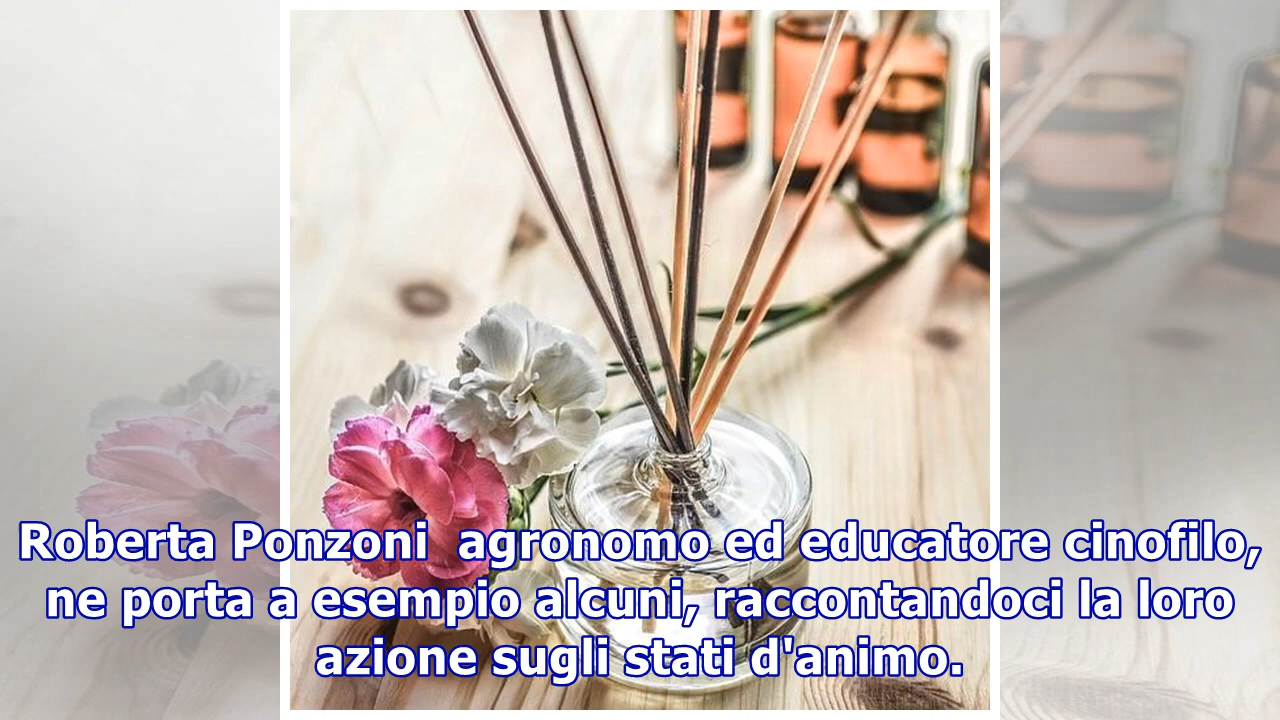 Roberta Ponzoni  agronomo ed educatore cinofilo,
ne porta a esempio alcuni, raccontandoci la loro
azione sugli stati d'animo.